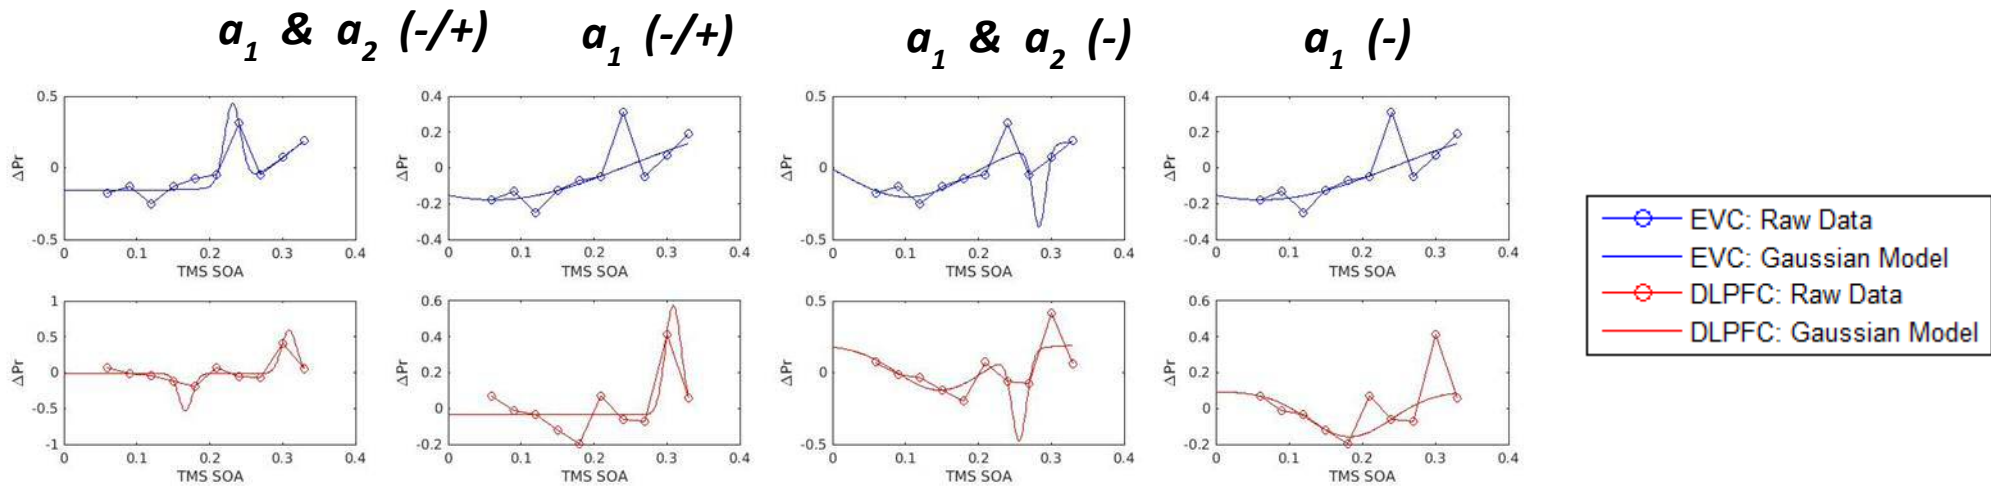 a1 & a2 (-/+)
a1 (-/+)
a1 & a2 (-)
a1 (-)
0.5
0
-0.5
ΔPr
0 0.1 0.2 0.3 0.4
TMS SOA
0.4
0.2
0
-0.2
-0.4
ΔPr
0 0.1 0.2 0.3 0.4
TMS SOA
0.5
0
-0.5
ΔPr
0 0.1 0.2 0.3 0.4
TMS SOA
0.4
0.2
0
-0.2
-0.4
ΔPr
0 0.1 0.2 0.3 0.4
TMS SOA
1
0.5
0
-0.5
-1
ΔPr
0 0.1 0.2 0.3 0.4
TMS SOA
0.6
0.4
0.2
0
-0.2
ΔPr
0 0.1 0.2 0.3 0.4
TMS SOA
0.5
0
-0.5
ΔPr
0 0.1 0.2 0.3 0.4
TMS SOA
0.6
0.4
0.2
0
-0.2
ΔPr
0 0.1 0.2 0.3 0.4
TMS SOA
EVC: Raw Data
EVC: Gaussian Model
DLPFC: Raw Data
DLPFC: Gaussian Model